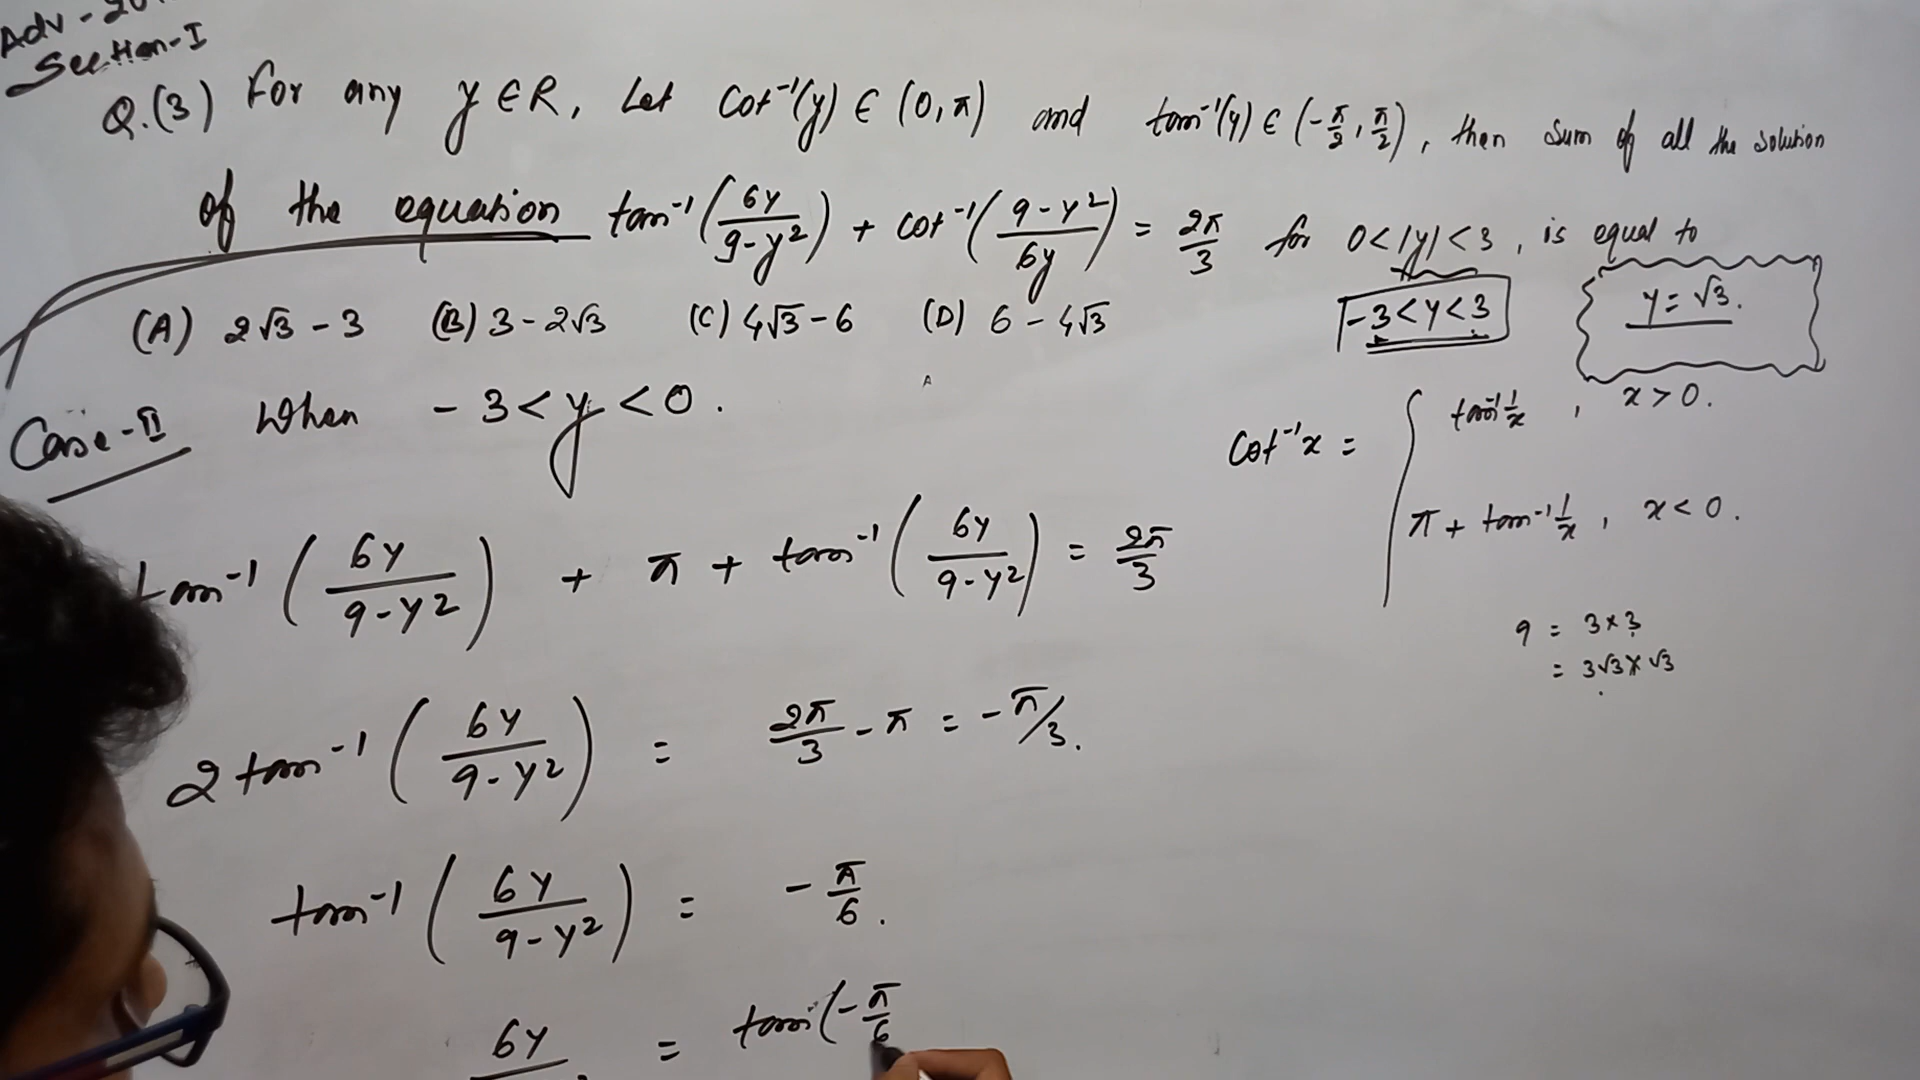 Adv - 20
Section-I
Q.(3) For any y ∈ R, Let cot⁻¹(y) ∈ (0, π) and tan⁻¹(y) ∈ (-π/2, π/2), then sum of all the solution
of the equation tan⁻¹(6y/(9-y²)) + cot⁻¹((9-y²)/6y) = 2π/3 for 0<|y|<3, is equal to
(A) 2√3 - 3 (B) 3 - 2√3 (C) 4√3 - 6 (D) 6 - 4√3
-3<y<3
y = √3.
Case-II When -3 < y < 0.
cot⁻¹x = { tan⁻¹ 1/x , x > 0.
π + tan⁻¹ 1/x , x < 0.
tan⁻¹(6y/(9-y²)) + π + tan⁻¹(6y/(9-y²)) = 2π/3
9 = 3×3
= 3√3×√3
2tan⁻¹(6y/(9-y²)) = 2π/3 - π = -π/3.
tan⁻¹(6y/(9-y²)) = -π/6.
6y = tan(-π/6